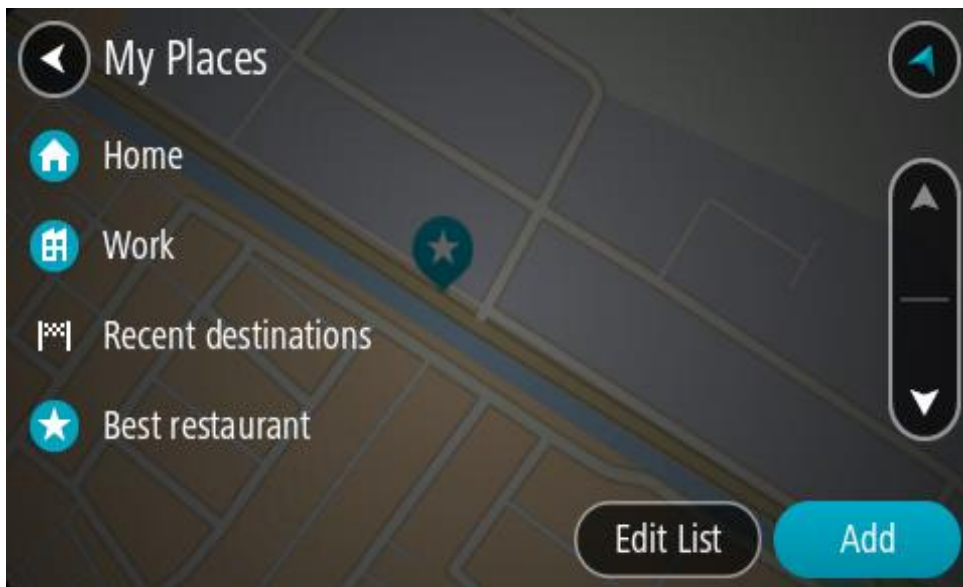 My Places
Home
Work
Recent destinations
Best restaurant
Edit List
Add